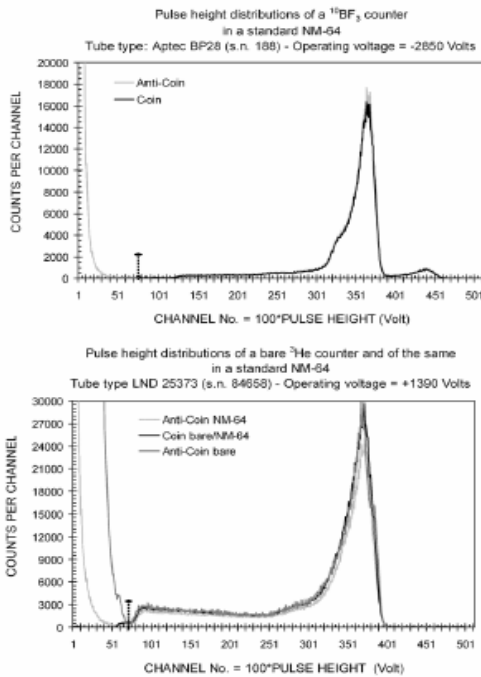 Pulse height distributions of a ¹⁰BF₃ counter
in a standard NM-64
Tube type: Aptec BP28 (s.n. 188) - Operating voltage = -2850 Volts
COUNTS PER CHANNEL
20000
18000
16000
14000
12000
10000
8000
6000
4000
2000
0
Anti-Coin
Coin
1 51 101 151 201 251 301 351 401 451 501
CHANNEL No. = 100*PULSE HEIGHT (Volt)
Pulse height distributions of a bare ³He counter and of the same
in a standard NM-64
Tube type LND 25373 (s.n. 84658) - Operating voltage = +1390 Volts
COUNTS PER CHANNEL
30000
27000
24000
21000
18000
15000
12000
9000
6000
3000
0
Anti-Coin NM-64
Coin bare/NM-64
Anti-Coin bare
1 51 101 151 201 251 301 351 401 451 501
CHANNEL No. = 100*PULSE HEIGHT (Volt)